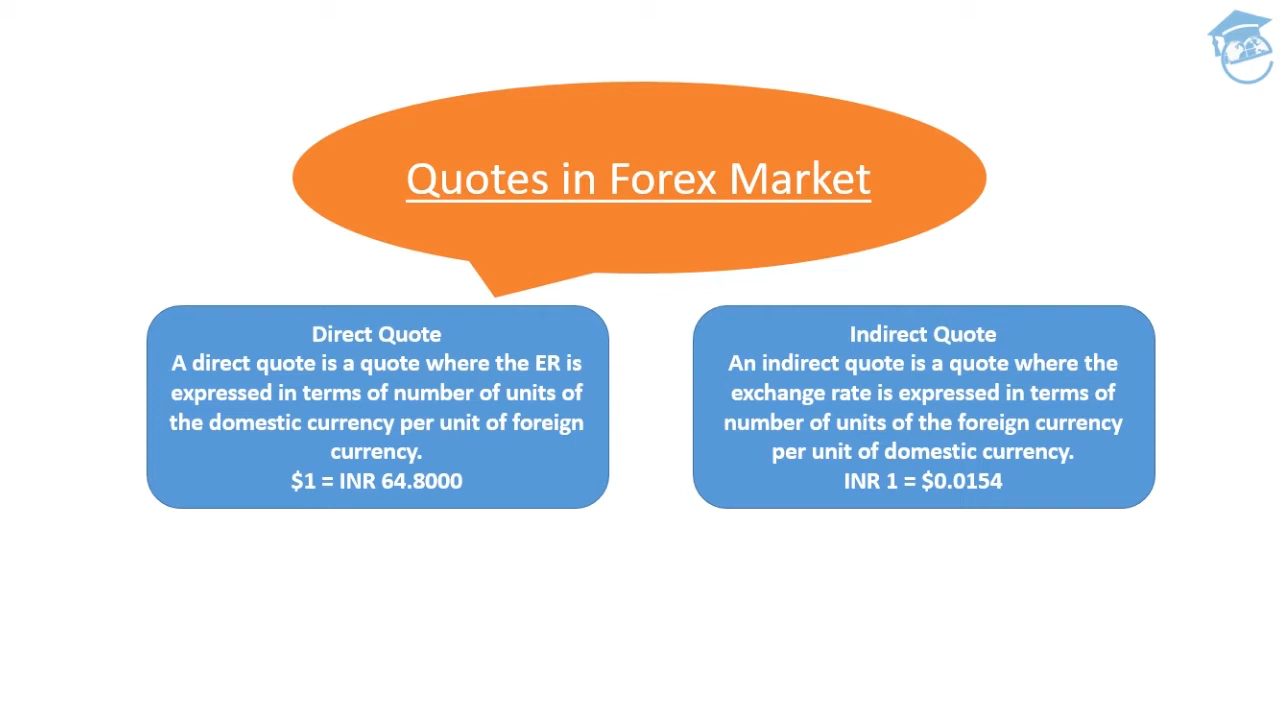 Quotes in Forex Market
Direct Quote
A direct quote is a quote where the ER is
expressed in terms of number of units of
the domestic currency per unit of foreign
currency.
$1 = INR 64.8000
Indirect Quote
An indirect quote is a quote where the
exchange rate is expressed in terms of
number of units of the foreign currency
per unit of domestic currency.
INR 1 = $0.0154